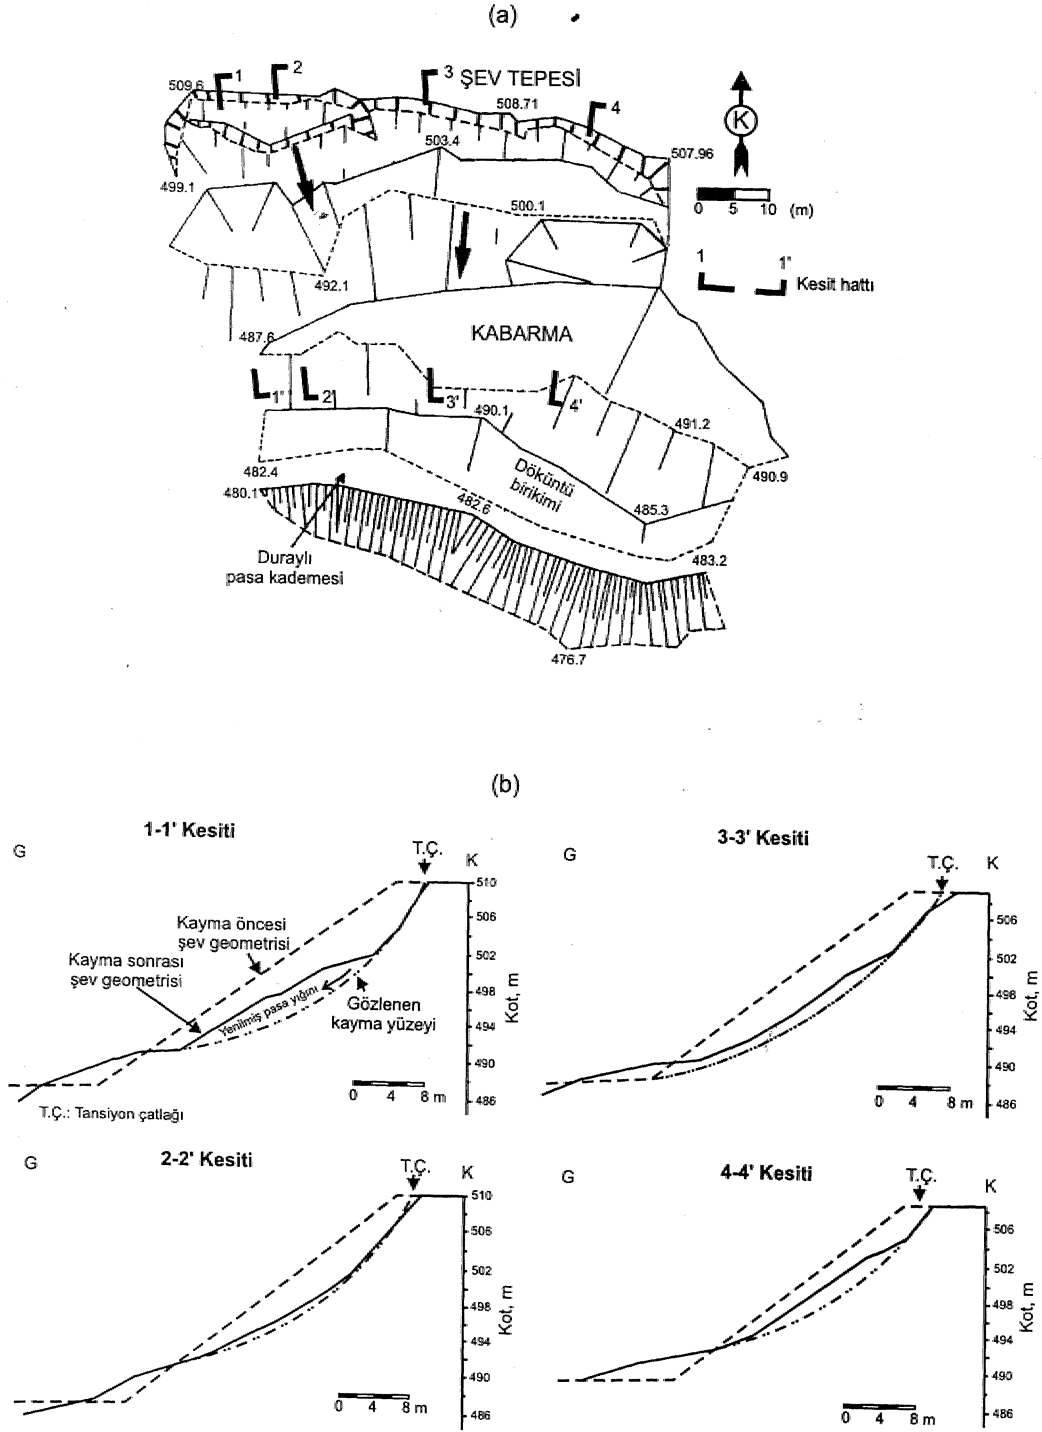 (a)
1
2
3
ŞEV TEPESİ
4
509.6
508.71
507.96
K
503.4
499.1
500.1
0 5 10 (m)
1 1'
Kesit hattı
492.1
487.6
KABARMA
1'
2'
3'
4'
490.1
491.2
490.9
482.4
480.1
482.6
Döküntü
birikimi
485.3
483.2
Duraylı
pasa kademesi
476.7
(b)
1-1' Kesiti
G
T.Ç.
K
510
506
502
498
494
490
486
Kot, m
Kayma öncesi
şev geometrisi
Kayma sonrası
şev geometrisi
Yenilmiş pasa yığını
Gözlenen
kayma yüzeyi
0 4 8 m
T.Ç.: Tansiyon çatlağı
3-3' Kesiti
G
T.Ç.
K
506
502
498
494
490
486
Kot, m
0 4 8 m
2-2' Kesiti
G
T.Ç.
K
510
506
502
498
494
490
486
Kot, m
0 4 8 m
4-4' Kesiti
G
T.Ç.
K
506
502
498
494
490
486
Kot, m
0 4 8 m